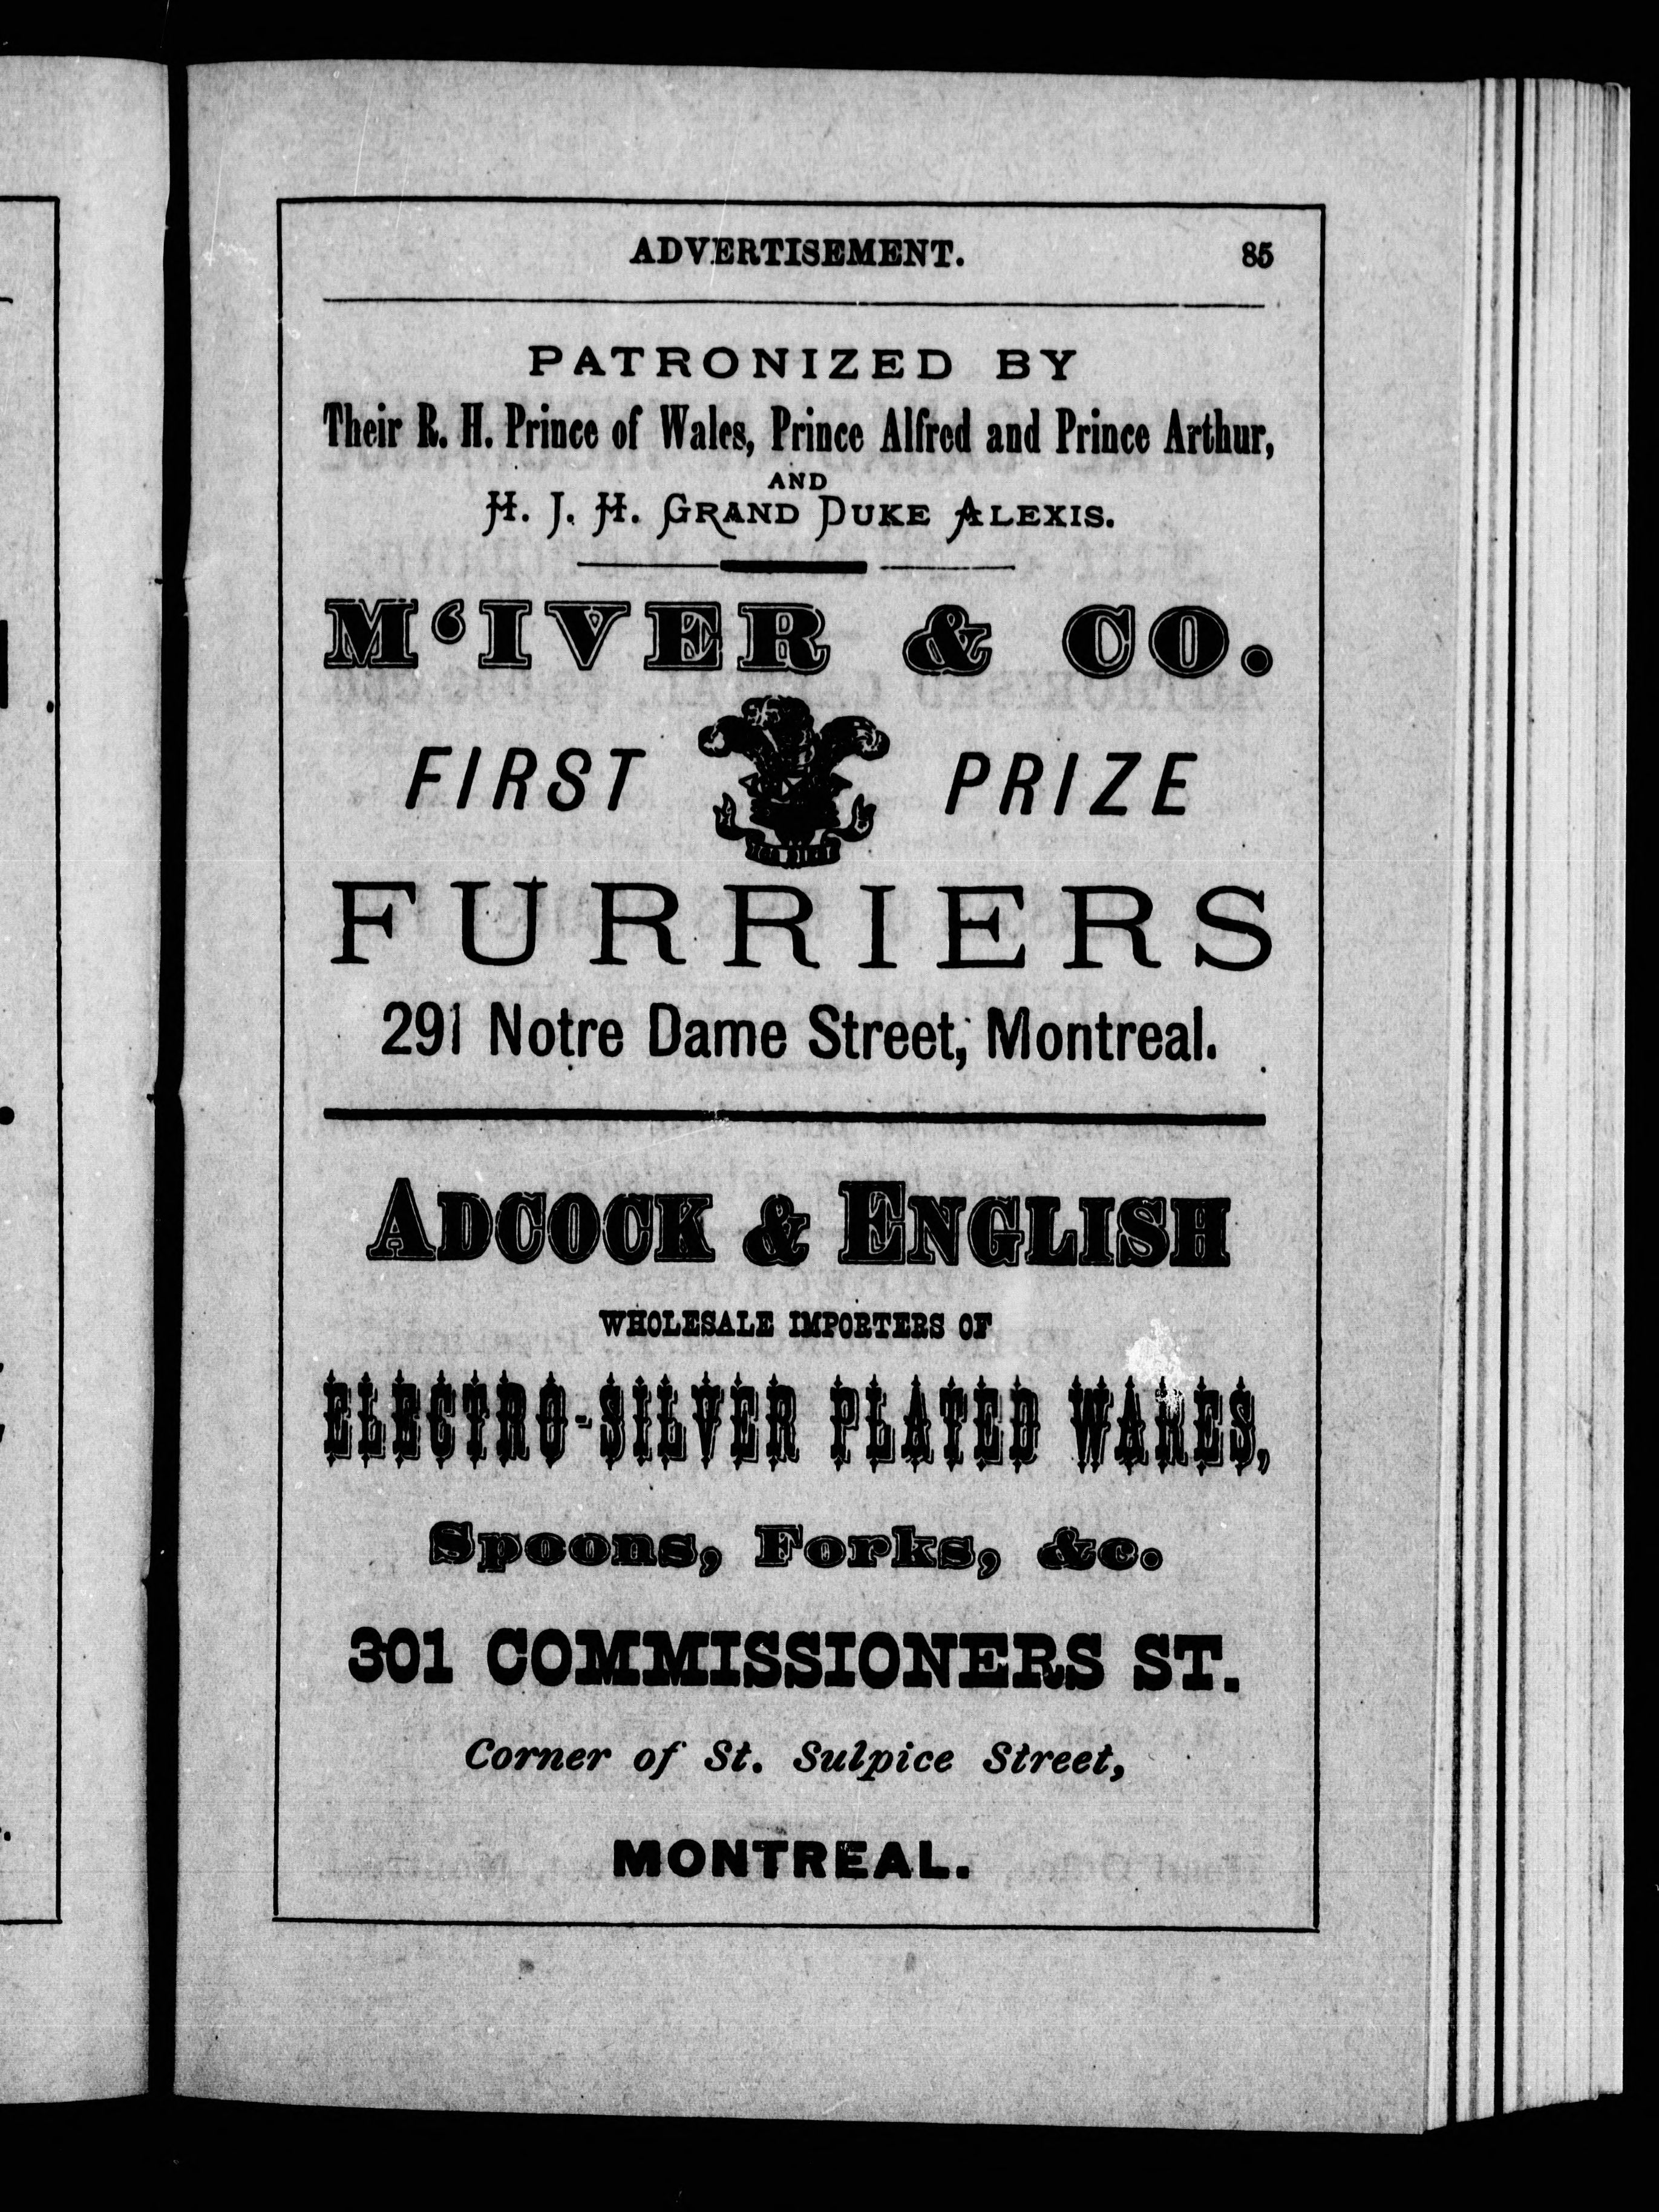 ADVERTISEMENT. 85
PATRONIZED BY
Their R. H. Prince of Wales, Prince Alfred and Prince Arthur,
AND
H. J. H. GRAND DUKE ALEXIS.
M‘IVER & CO.
FIRST PRIZE
FURRIERS
291 Notre Dame Street, Montreal.
ADCOCK & ENGLISH
WHOLESALE IMPORTERS OF
ELECTRO-SILVER PLATED WARES,
Spoons, Forks, &c.
301 COMMISSIONERS ST.
Corner of St. Sulpice Street,
MONTREAL.